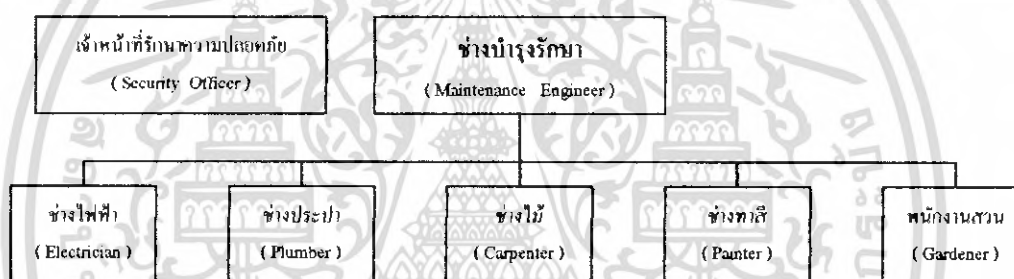 เจ้าหน้าที่รักษาความปลอดภัย
( Security Officer )
ช่างบำรุงรักษา
( Maintenance Engineer )
ช่างไฟฟ้า
( Electrician )
ช่างประปา
( Plumber )
ช่างไม้
( Carpenter )
ช่างทาสี
( Painter )
พนักงานสวน
( Gardener )